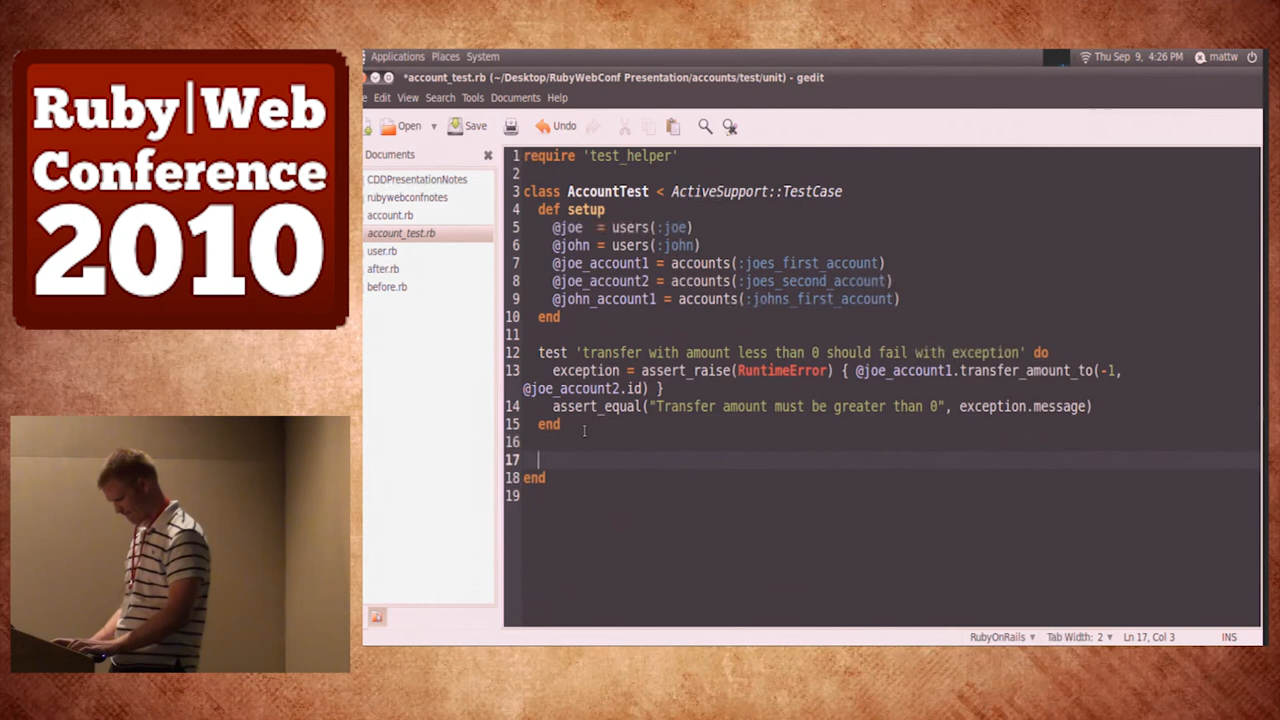 Ruby|Web
Conference
2010
Applications Places System
Thu Sep 9, 4:26 PM mattw
*account_test.rb (~/Desktop/RubyWebConf Presentation/accounts/test/unit) - gedit
Edit View Search Tools Documents Help
Open Save Undo
Documents
CDDPresentationNotes
rubywebconfnotes
account.rb
account_test.rb
user.rb
after.rb
before.rb
1 require 'test_helper'
2
3 class AccountTest < ActiveSupport::TestCase
4 def setup
5 @joe = users(:joe)
6 @john = users(:john)
7 @joe_account1 = accounts(:joes_first_account)
8 @joe_account2 = accounts(:joes_second_account)
9 @john_account1 = accounts(:johns_first_account)
10 end
11
12 test 'transfer with amount less than 0 should fail with exception' do
13 exception = assert_raise(RuntimeError) { @joe_account1.transfer_amount_to(-1,
@joe_account2.id) }
14 assert_equal("Transfer amount must be greater than 0", exception.message)
15 end
16
17
18 end
19
RubyOnRails Tab Width: 2 Ln 17, Col 3 INS